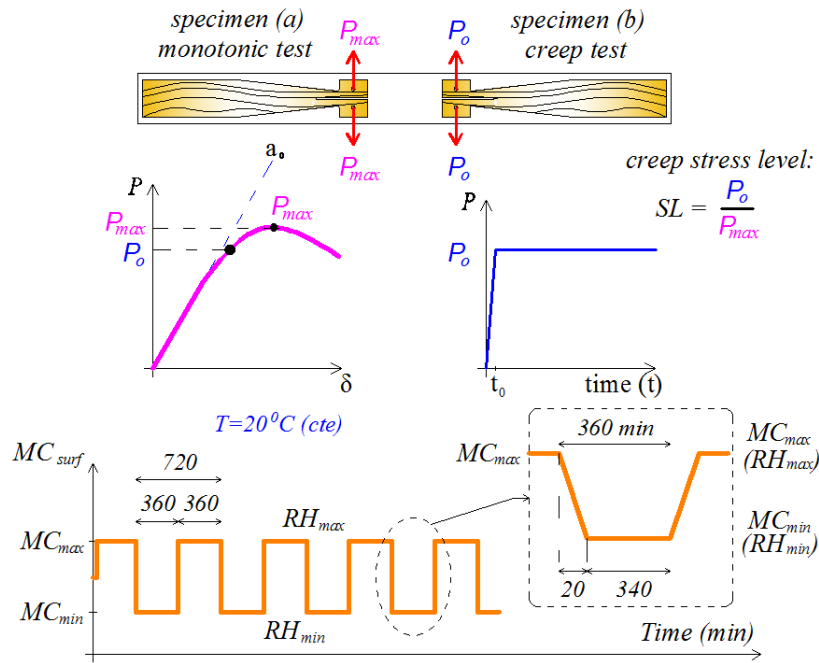 specimen (a)
monotonic test
Pmax
Po
specimen (b)
creep test
Pmax
Po
creep stress level:
SL = Po
Pmax
a0
P
Pmax
Pmax
Po
δ
P
Po
t0
time (t)
T=20⁰C (cte)
MC surf
720
360
360
RHmax
MCmax
MCmin
RHmin
Time (min)
360 min
MCmax
MCmax
(RHmax)
MCmin
(RHmin)
20
340